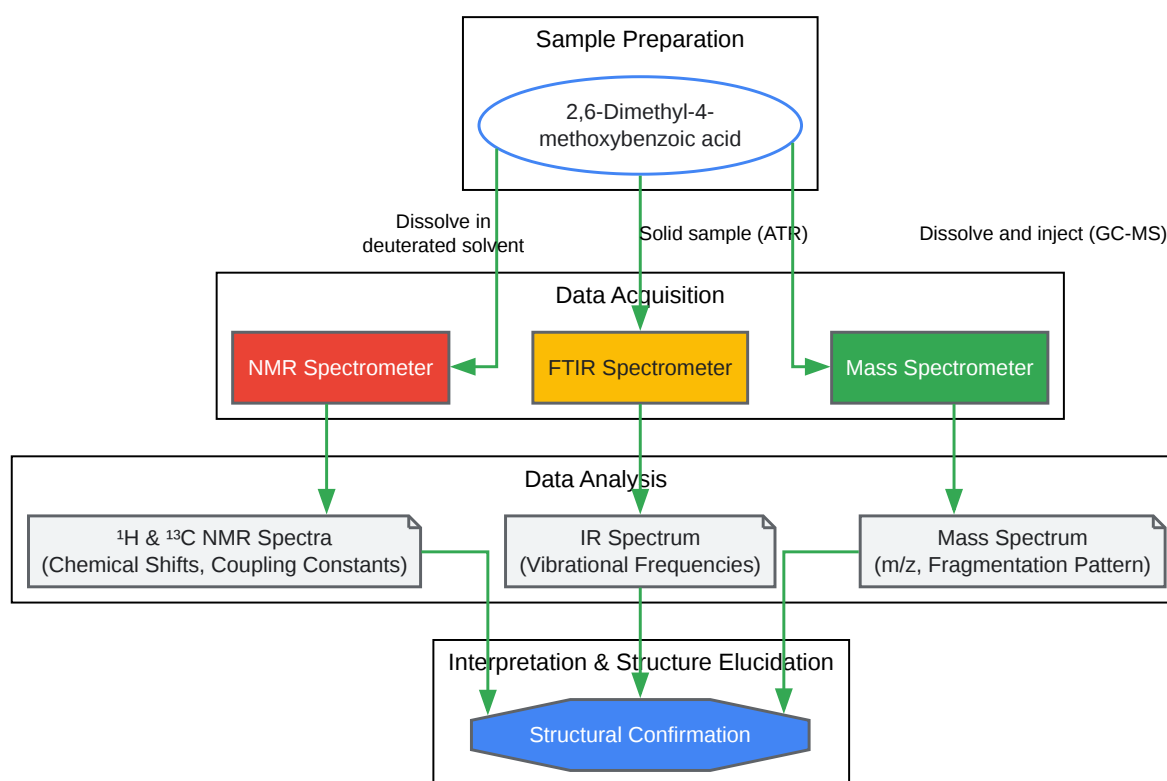 Sample Preparation
2,6-Dimethyl-4-
methoxybenzoic acid
Dissolve in
deuterated solvent
Solid sample (ATR)
Dissolve and inject (GC-MS)
Data Acquisition
NMR Spectrometer
FTIR Spectrometer
Mass Spectrometer
Data Analysis
¹H & ¹³C NMR Spectra
(Chemical Shifts, Coupling Constants)
IR Spectrum
(Vibrational Frequencies)
Mass Spectrum
(m/z, Fragmentation Pattern)
Interpretation & Structure Elucidation
Structural Confirmation